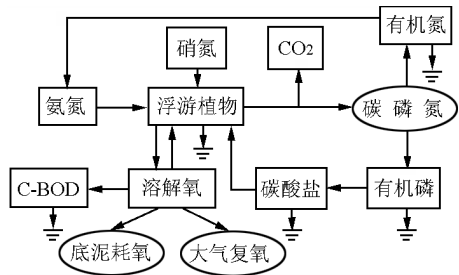 有机氮
硝氮
CO₂
氨氮
浮游植物
碳 磷 氮
C-BOD
溶解氧
碳酸盐
有机磷
底泥耗氧
大气复氧